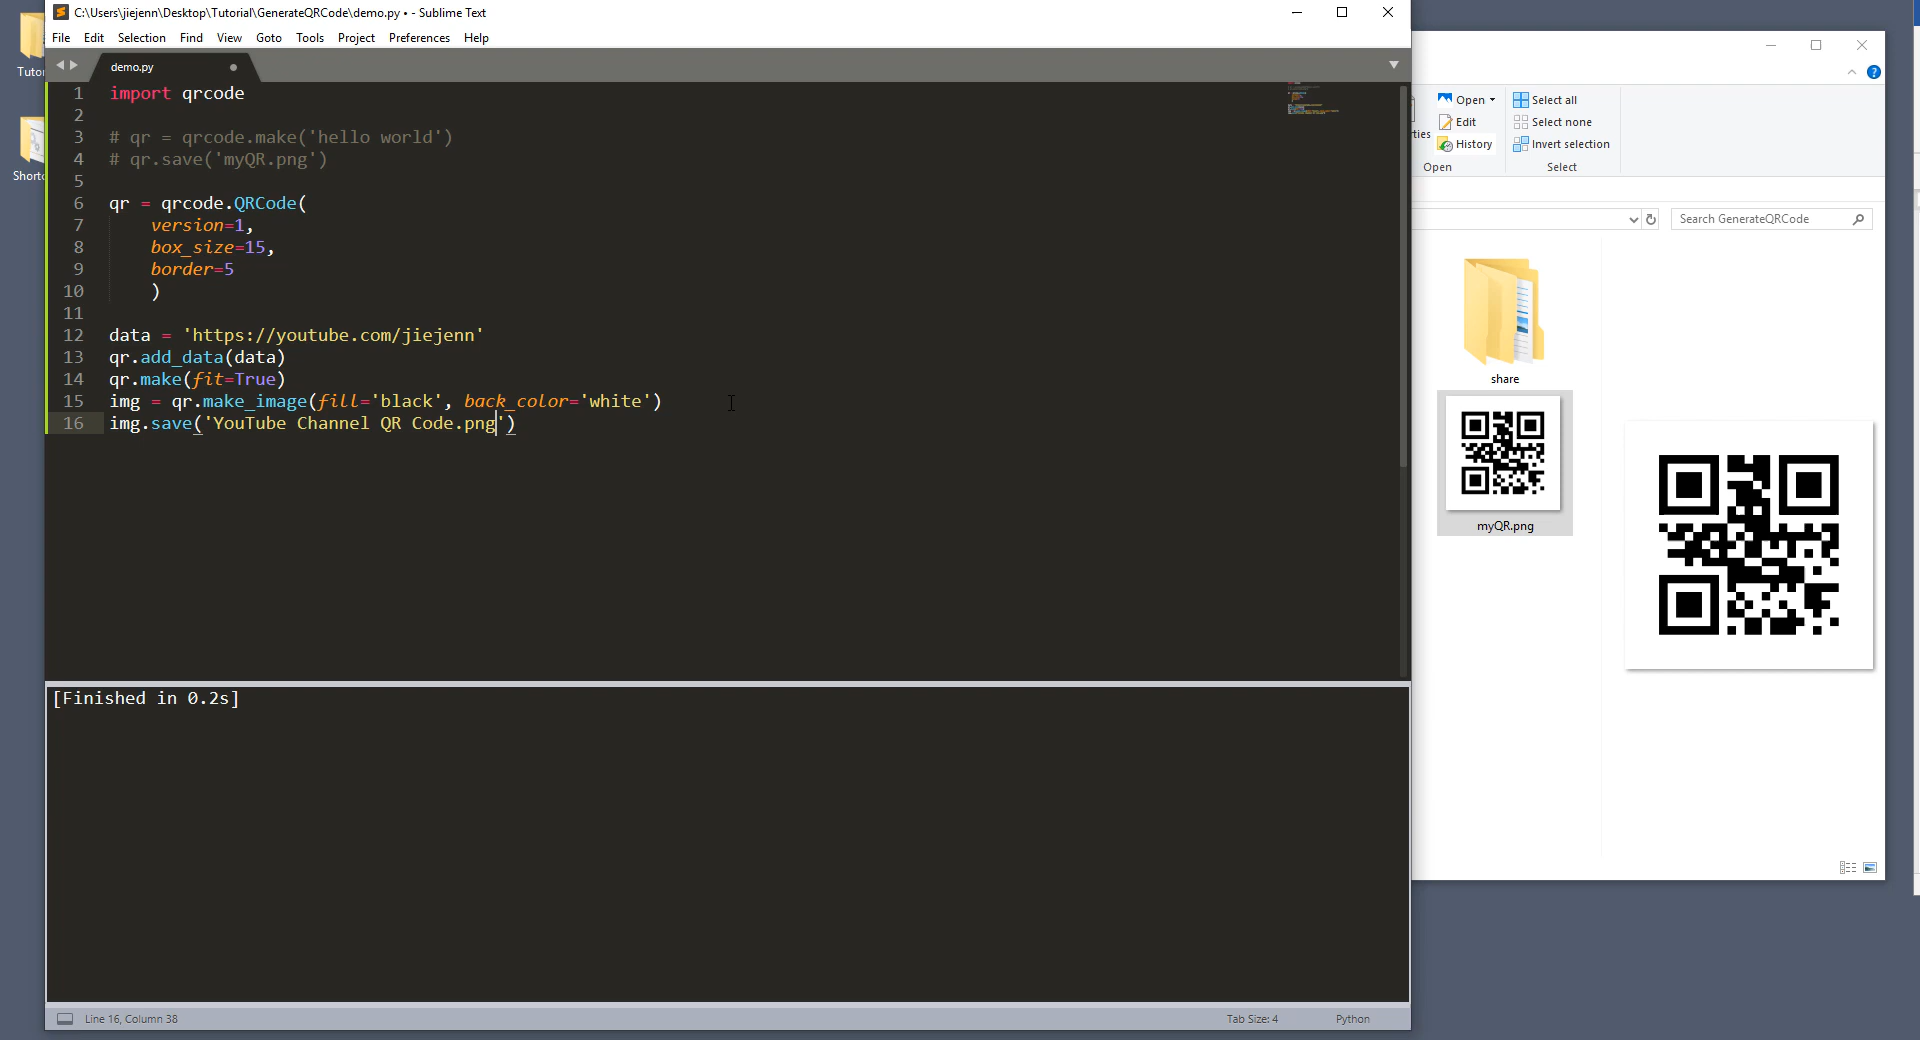 C:\Users\jiejenn\Desktop\Tutorial\GenerateQRCode\demo.py • - Sublime Text
File Edit Selection Find View Goto Tools Project Preferences Help
demo.py
1 import qrcode
2
3 # qr = qrcode.make('hello world')
4 # qr.save('myQR.png')
5
6 qr = qrcode.QRCode(
7 version=1,
8 box_size=15,
9 border=5
10 )
11
12 data = 'https://youtube.com/jiejenn'
13 qr.add_data(data)
14 qr.make(fit=True)
15 img = qr.make_image(fill='black', back_color='white')
16 img.save('YouTube Channel QR Code.png')
[Finished in 0.2s]
Line 16, Column 38
Tab Size: 4
Python
Tutor
Shortc
ties
Open
Edit
History
Open
Select all
Select none
Invert selection
Select
Search GenerateQRCode
share
myQR.png